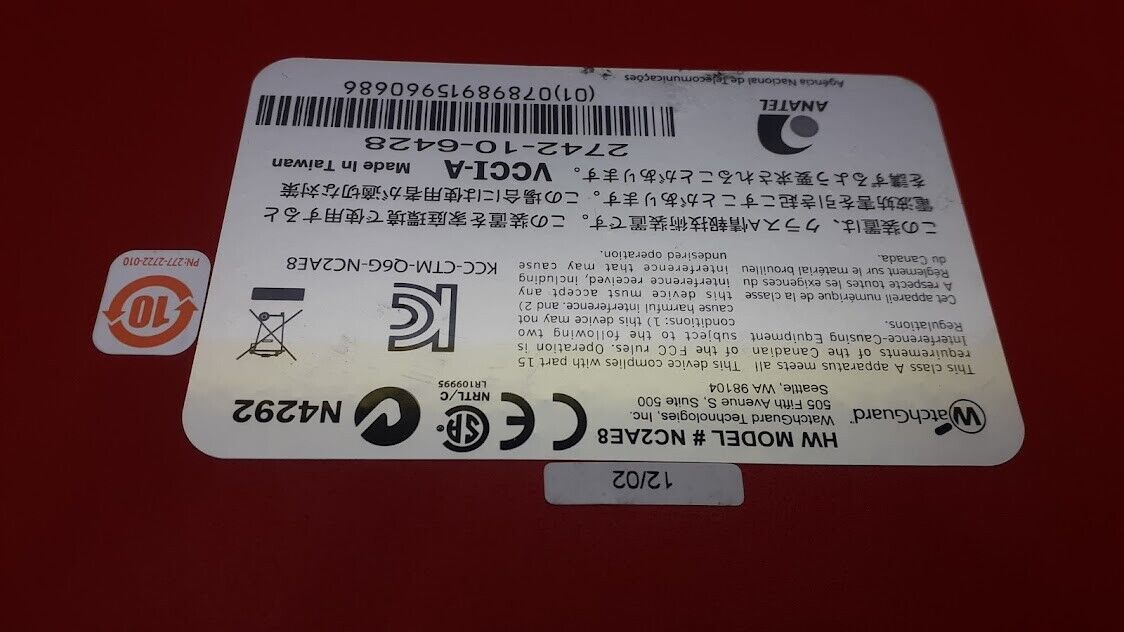 12/02
WatchGuard
HW MODEL # NC2AE8
WatchGuard Technologies, Inc.
505 Fifth Avenue S, Suite 500
Seattle, WA 98104
CE
SA
NRTL/C
LR109995
N4292
This class A apparatus meets all
requirements of the Canadian
Interference-Causing Equipment
Regulations.
Cet appareil numérique de la classe
A respecte toutes les exigences du
Règlement sur le matérial brouilleur
du Canada.
This device complies with part 15
of the FCC rules. Operation is
subject to the following two
conditions: 1) this device may not
cause harmful interference. and 2)
this device must accept any
interference received, including
interference that may cause
undesired operation.
KCC-CTM-Q6G-NC2AE8
この装置は、クラスA情報技術装置です。この装置を家庭環境で使用すると
電波妨害を引き起こすことがあります。この場合には使用者が適切な対策
を講ずるよう要求されることがあります。
VCCI-A
Made In Taiwan
2742-10-6428
(01)07898915960686
ANATEL
Agência Nacional de Telecomunicações
10
PN:277-2722-010